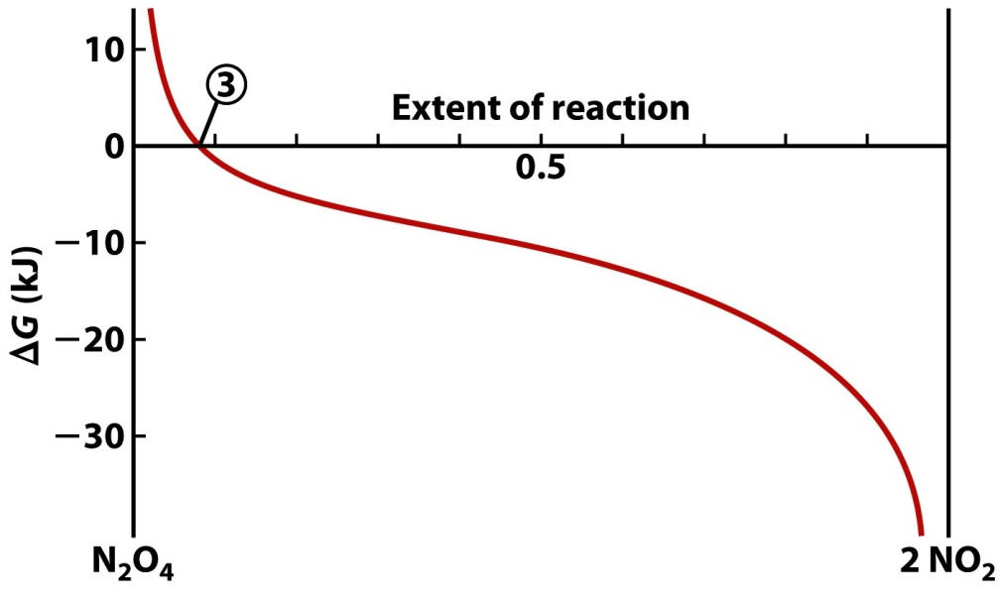 10
③
Extent of reaction
0
0.5
−10
ΔG (kJ)
−20
−30
N₂O₄
2 NO₂